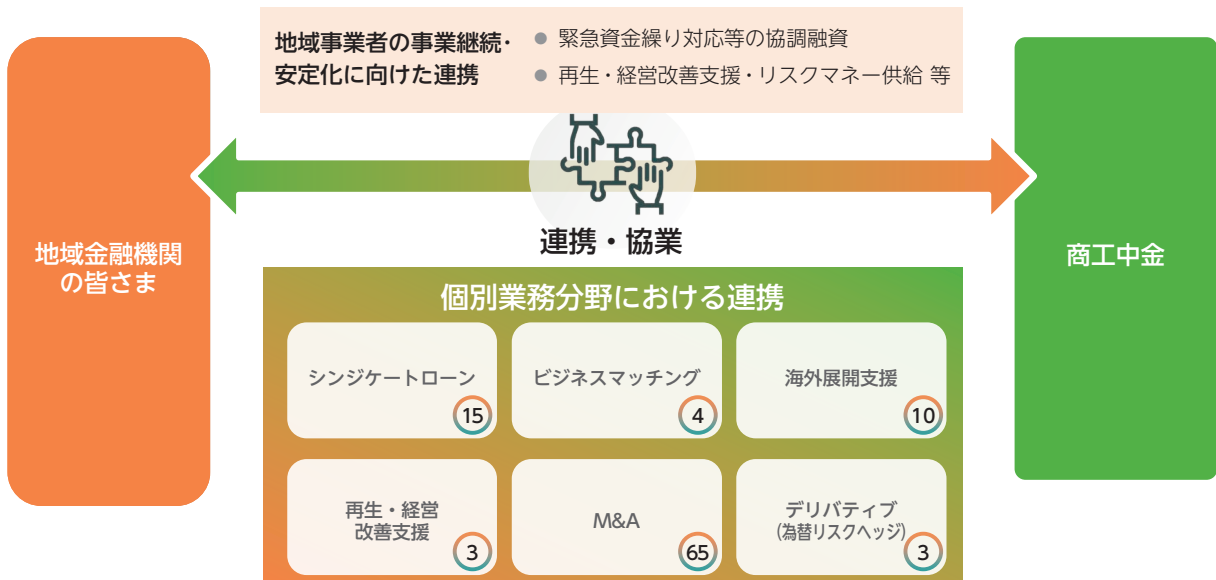 地域事業者の事業継続・
安定化に向けた連携
● 緊急資金繰り対応等の協調融資
● 再生・経営改善支援・リスクマネー供給 等
地域金融機関
の皆さま
連携・協業
商工中金
個別業務分野における連携
シンジケートローン
15
ビジネスマッチング
4
海外展開支援
10
再生・経営
改善支援
3
M&A
65
デリバティブ
(為替リスクヘッジ)
3